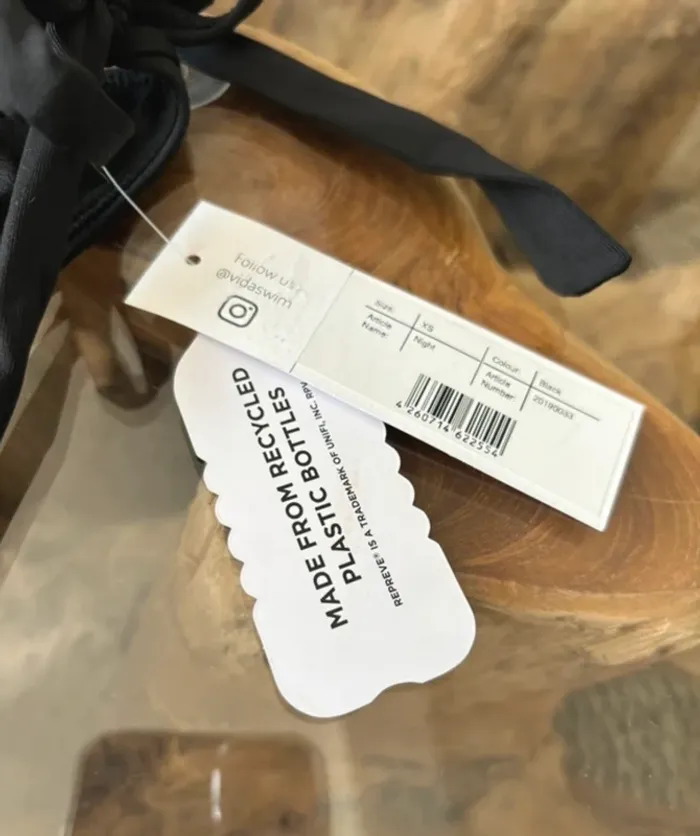 Follow us
@vidaswim
Size: XS
Article Name: Night
Colour: Black
Article Number: 20190033
4 260714 622554
MADE FROM RECYCLED
PLASTIC BOTTLES
REPREVE® IS A TRADEMARK OF UNIFI, INC.